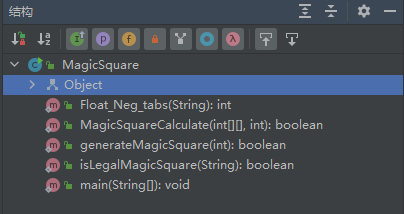 结构
MagicSquare
Object
Float_Neg_tabs(String): int
MagicSquareCalculate(int[][], int): boolean
generateMagicSquare(int): boolean
isLegalMagicSquare(String): boolean
main(String[]): void